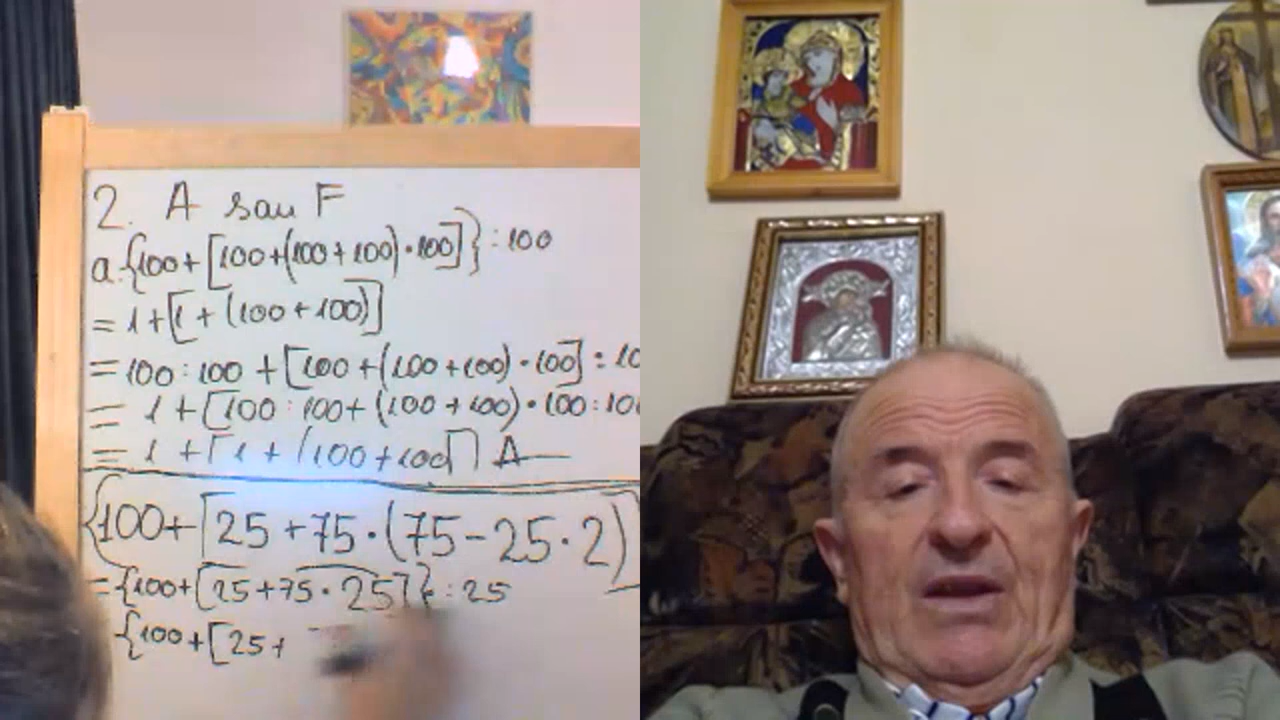 2. A sau F
a. {100+[100+(100+100)·100]}:100
= 1+[1+(100+100)]
= 100:100+[100+(100+100)·100]:10
= 1+[100:100+(100+100)·100:10
= 1+[1+(100+100)] A
{100+[25+75·(75-25·2)
= {100+[25+75·25]}:25
{100+[25+